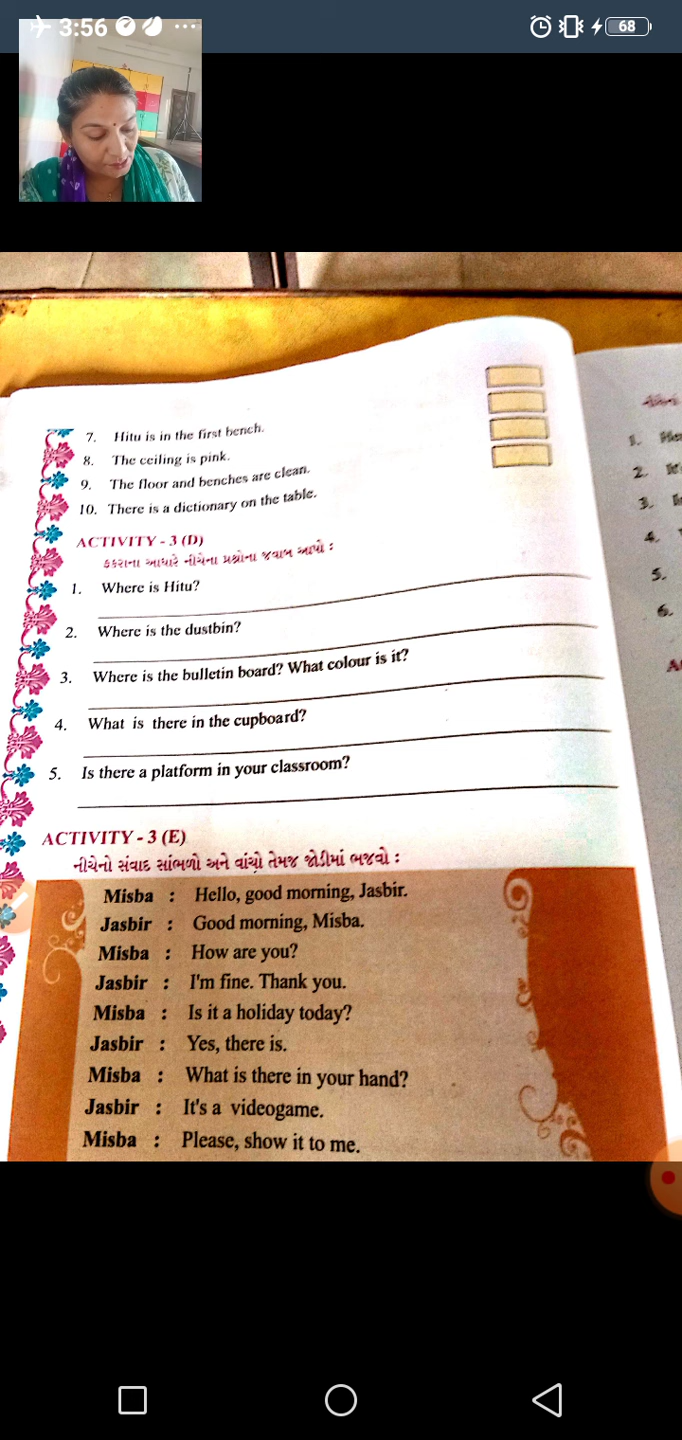 3:56
68
7. Hitu is in the first bench.
8. The ceiling is pink.
9. The floor and benches are clean.
10. There is a dictionary on the table.
ACTIVITY - 3 (D)
ફકરાના આધારે નીચેના પ્રશ્નોના જવાબ આપો :
1. Where is Hitu?
2. Where is the dustbin?
3. Where is the bulletin board? What colour is it?
4. What is there in the cupboard?
5. Is there a platform in your classroom?
ACTIVITY - 3 (E)
નીચેનો સંવાદ સાંભળો અને વાંચો તેમજ જોડીમાં ભજવો :
Misba : Hello, good morning, Jasbir.
Jasbir : Good morning, Misba.
Misba : How are you?
Jasbir : I'm fine. Thank you.
Misba : Is it a holiday today?
Jasbir : Yes, there is.
Misba : What is there in your hand?
Jasbir : It's a videogame.
Misba : Please, show it to me.
1.
2.
3.
4.
5.
6.